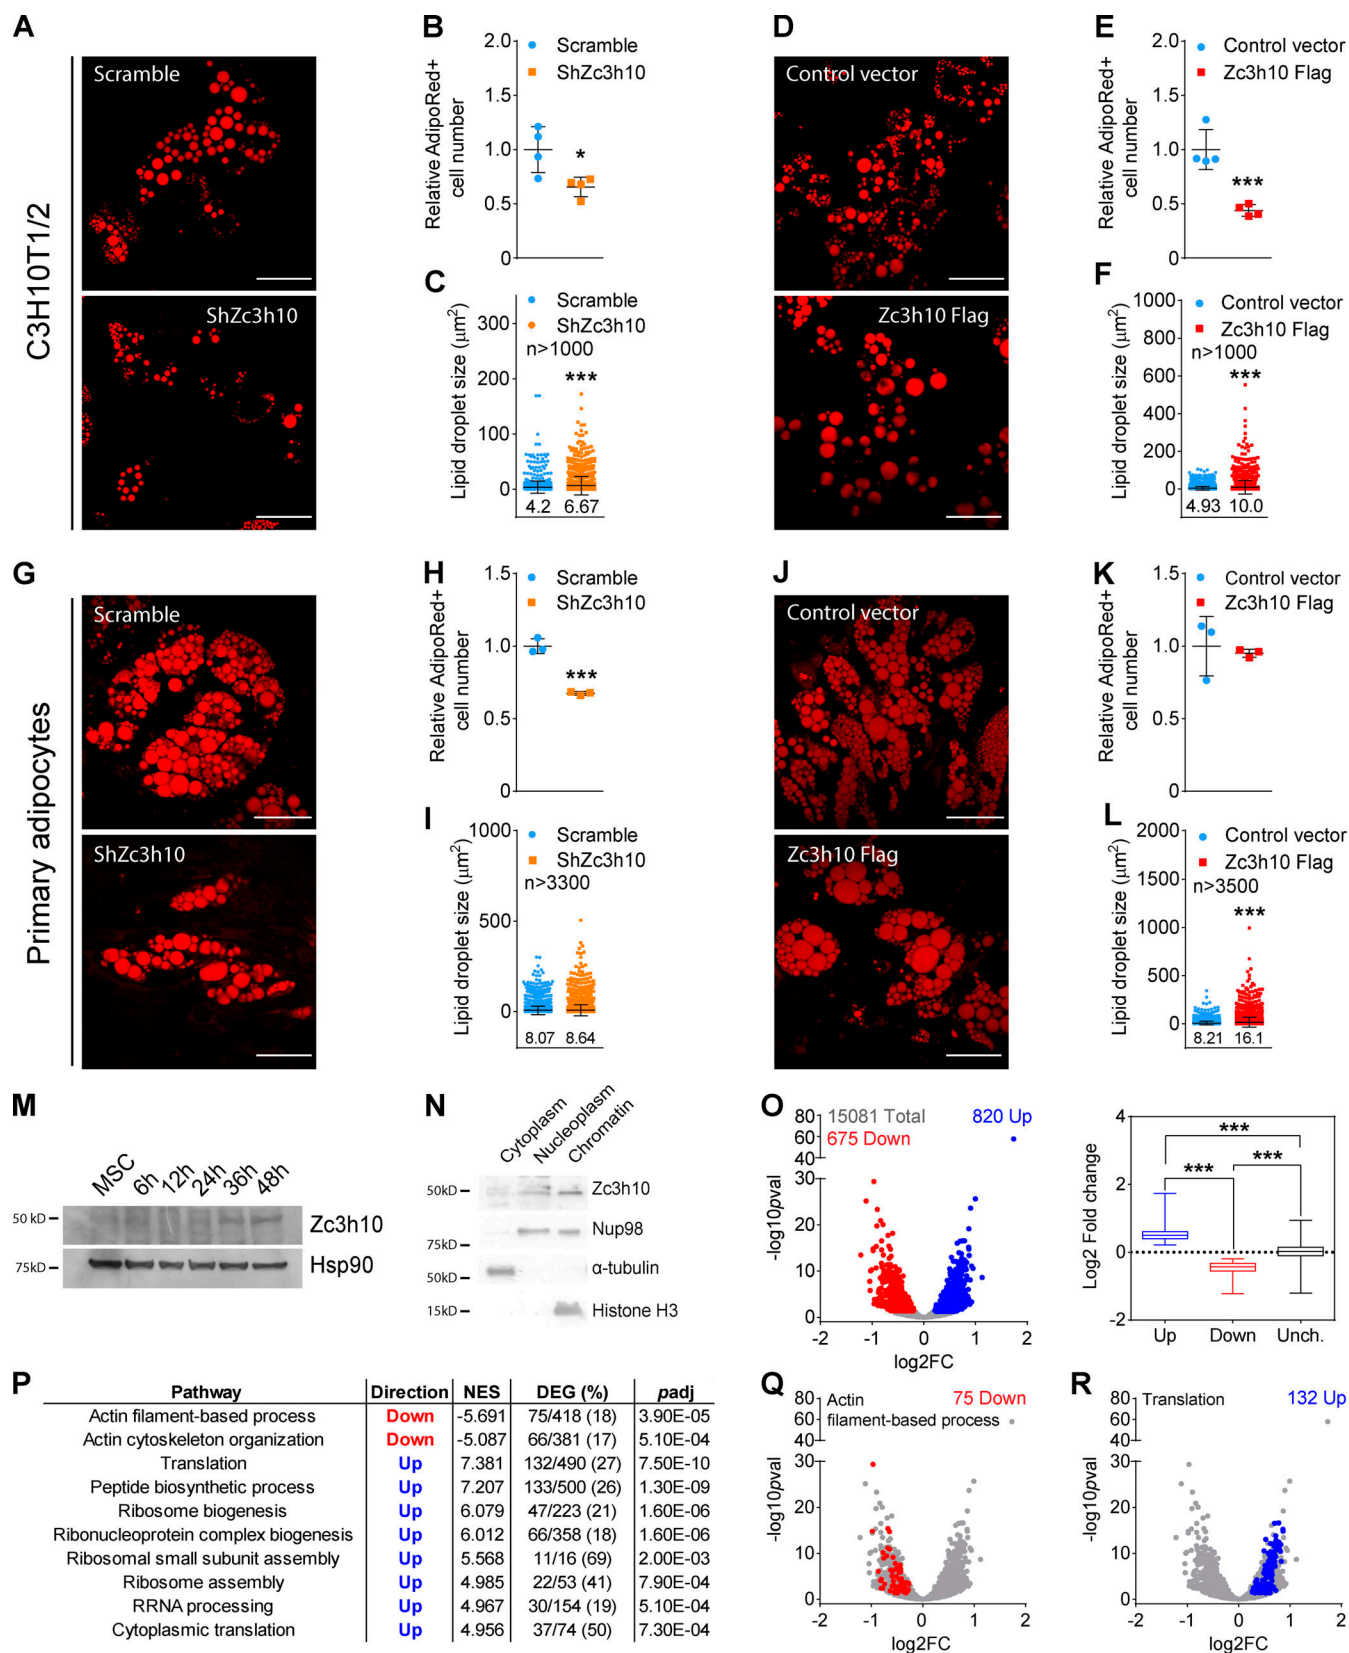 A
C3H10T1/2
Scramble
ShZc3h10
B
Relative AdipoRed+
cell number
2.0
1.5
1.0
0.5
0
Scramble
ShZc3h10
*
C
Lipid droplet size (μm²)
300
200
100
0
Scramble
ShZc3h10
n>1000
***
4.2 6.67
D
Control vector
Zc3h10 Flag
E
Relative AdipoRed+
cell number
2.0
1.5
1.0
0.5
0
Control vector
Zc3h10 Flag
***
F
Lipid droplet size (μm²)
1000
800
600
400
200
0
Control vector
Zc3h10 Flag
n>1000
***
4.93 10.0
G
Primary adipocytes
Scramble
ShZc3h10
H
Relative AdipoRed+
cell number
1.5
1.0
0.5
0
Scramble
ShZc3h10
***
I
Lipid droplet size (μm²)
1000
500
0
Scramble
ShZc3h10
n>3300
8.07 8.64
J
Control vector
Zc3h10 Flag
K
Relative AdipoRed+
cell number
1.5
1.0
0.5
0
Control vector
Zc3h10 Flag
L
Lipid droplet size (μm²)
2000
1500
1000
500
0
Control vector
Zc3h10 Flag
n>3500
***
8.21 16.1
M
MSC 6h 12h 24h 36h 48h
50 kD
75kD
Zc3h10
Hsp90
N
Cytoplasm Nucleoplasm Chromatin
50kD
75kD
50kD
15kD
Zc3h10
Nup98
α-tubulin
Histone H3
O
-log10pval
80
60
40
30
20
10
0
15081 Total
820 Up
675 Down
-2 -1 0 1 2
log2FC
Log2 Fold change
4
2
0
-2
***
*** ***
Up Down Unch.
P
Pathway Direction NES DEG (%) padj
Actin filament-based process Down -5.691 75/418 (18) 3.90E-05
Actin cytoskeleton organization Down -5.087 66/381 (17) 5.10E-04
Translation Up 7.381 132/490 (27) 7.50E-10
Peptide biosynthetic process Up 7.207 133/500 (26) 1.30E-09
Ribosome biogenesis Up 6.079 47/223 (21) 1.60E-06
Ribonucleoprotein complex biogenesis Up 6.012 66/358 (18) 1.60E-06
Ribosomal small subunit assembly Up 5.568 11/16 (69) 2.00E-03
Ribosome assembly Up 4.985 22/53 (41) 7.90E-04
RRNA processing Up 4.967 30/154 (19) 5.10E-04
Cytoplasmic translation Up 4.956 37/74 (50) 7.30E-04
Q
-log10pval
80
60
40
30
20
10
0
Actin
filament-based process
75 Down
-2 -1 0 1 2
log2FC
R
-log10pval
80
60
40
30
20
10
0
Translation
132 Up
-2 -1 0 1 2
log2FC